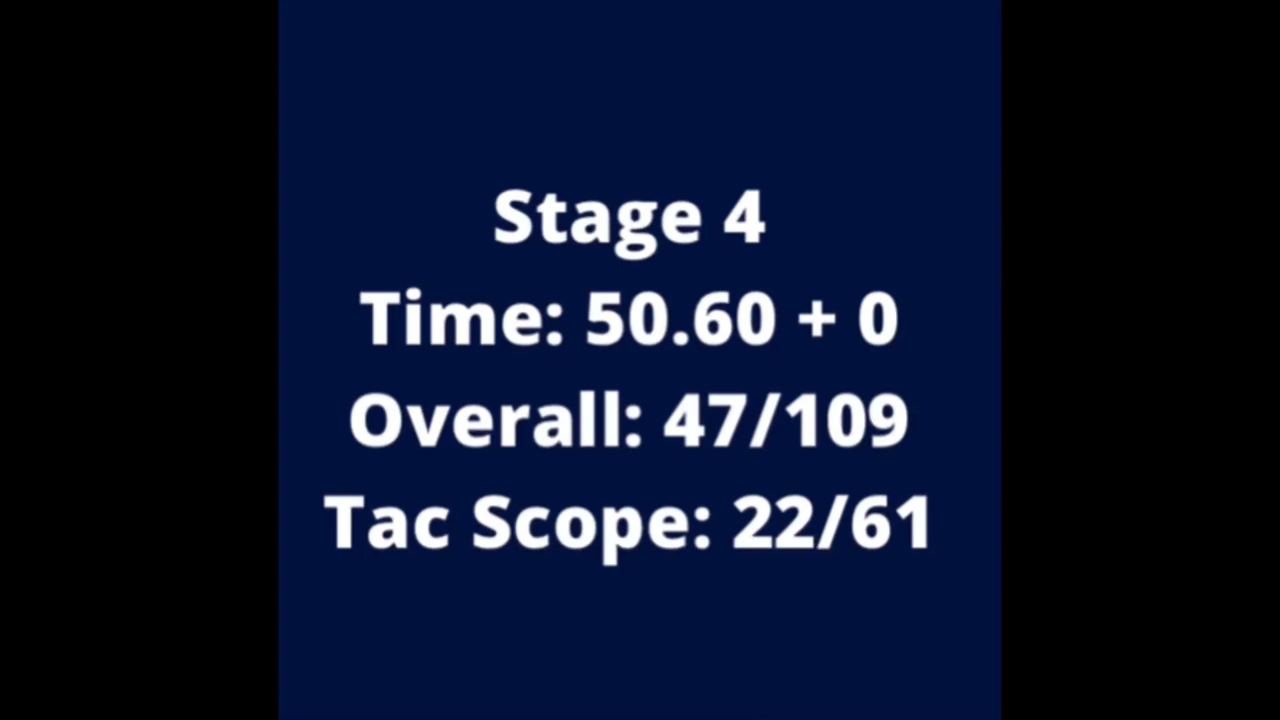 Stage 4
Time: 50.60 + 0
Overall: 47/109
Tac Scope: 22/61